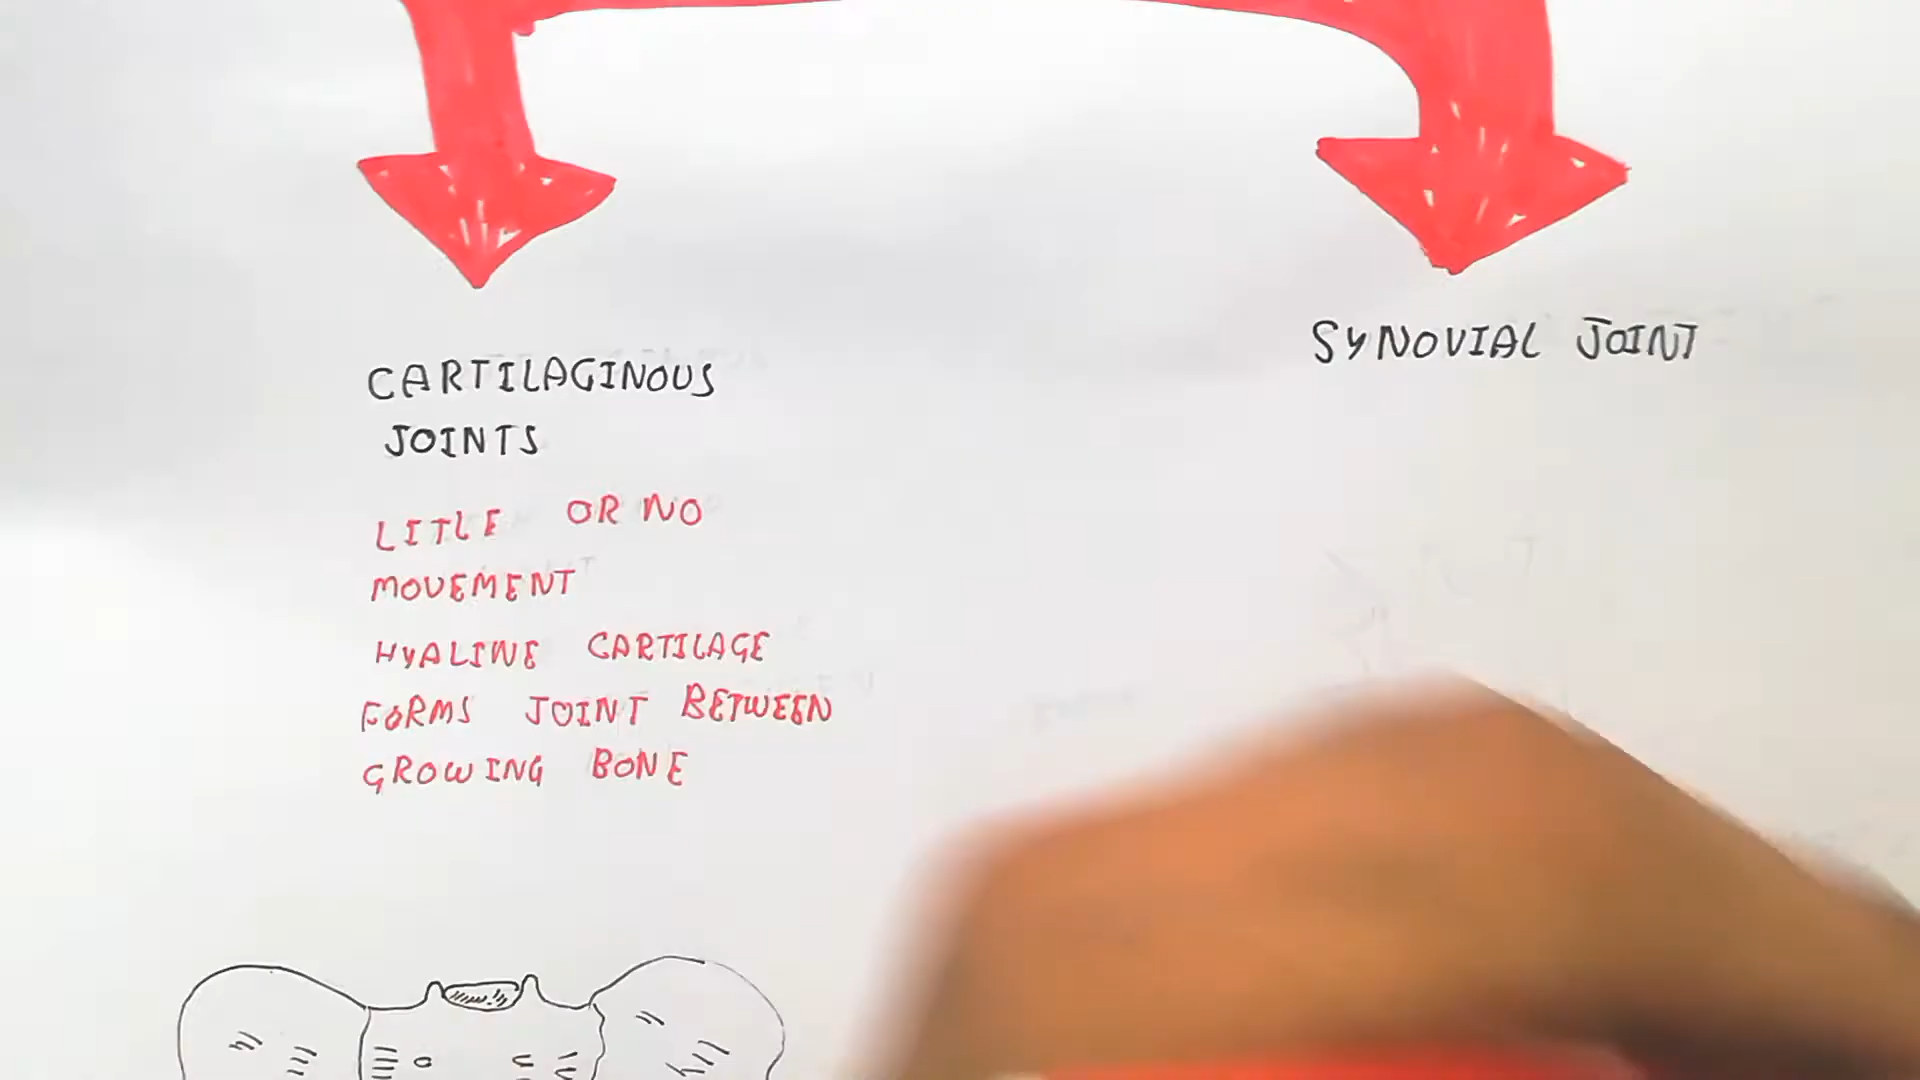 CARTILAGINOUS
JOINTS
LITLE OR NO
MOVEMENT
HYALINE CARTILAGE
FORMS JOINT BETWEEN
GROWING BONE
SYNOVIAL JOINT